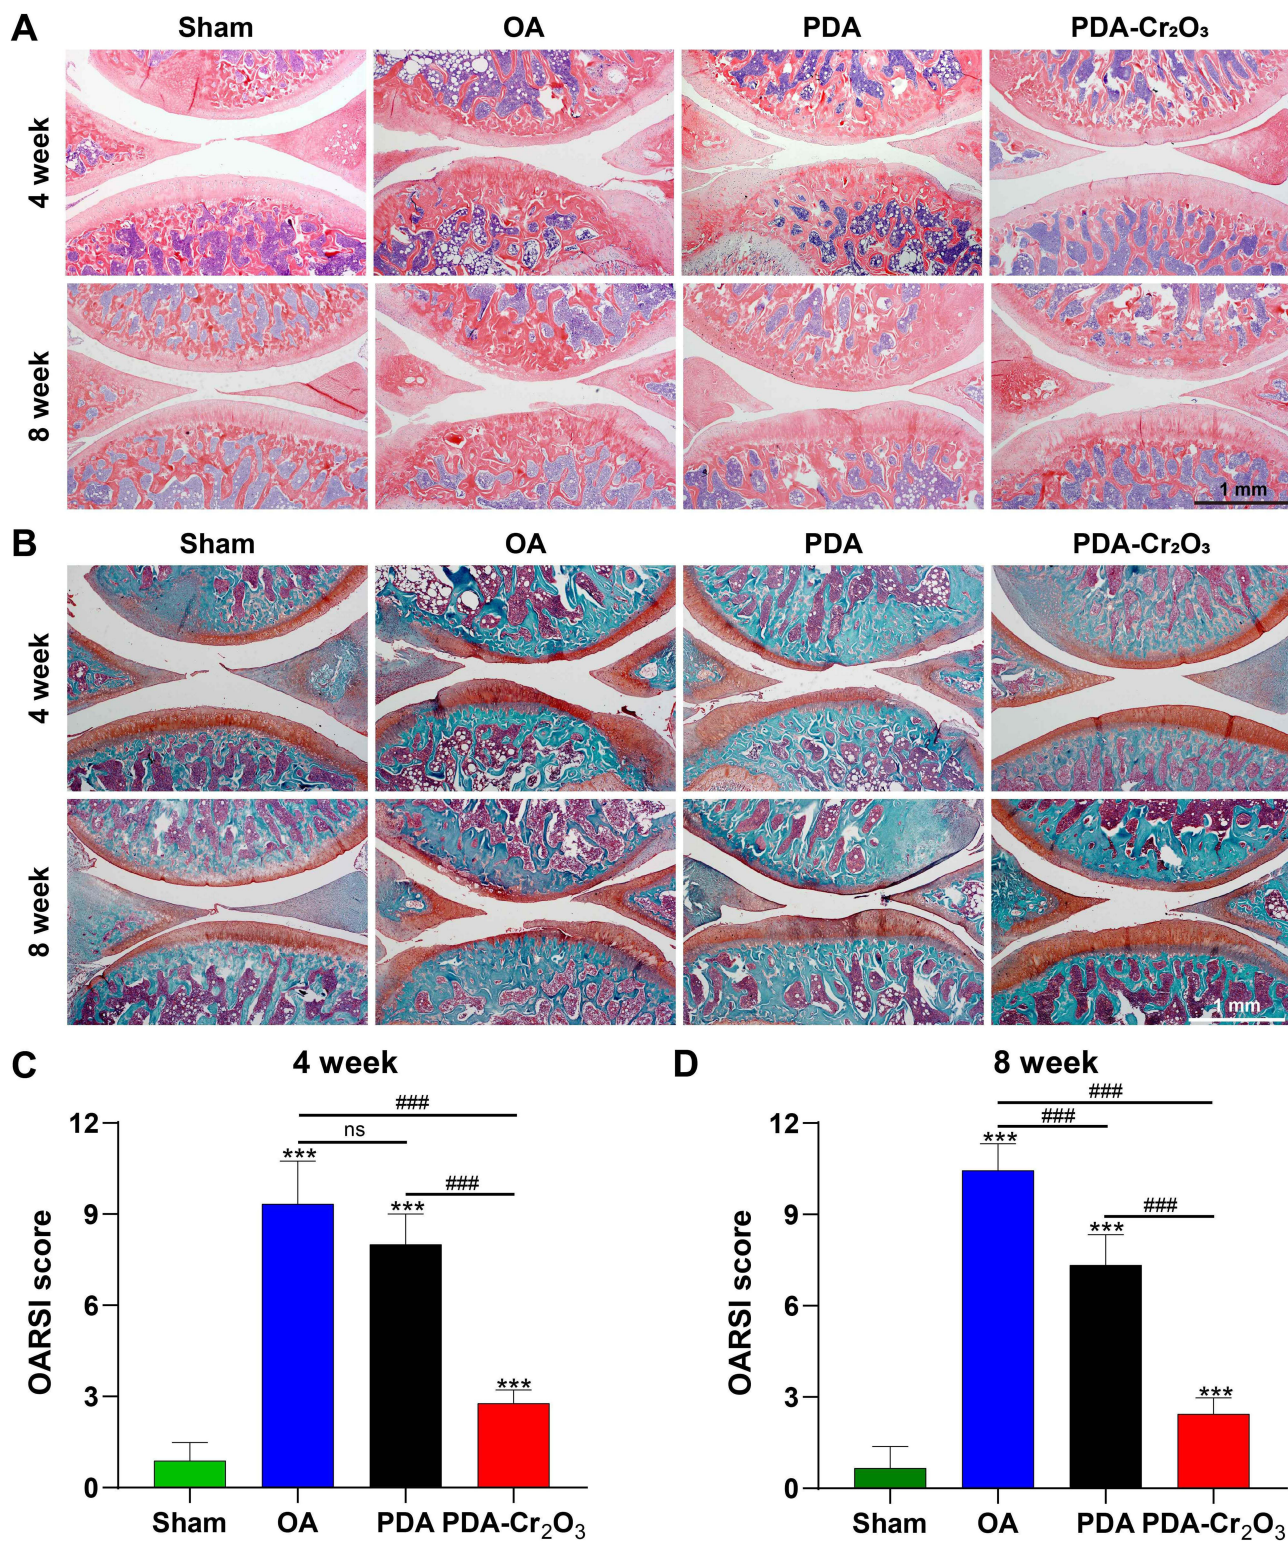 A
Sham OA PDA PDA-Cr₂O₃
4 week
8 week
1 mm
B
Sham OA PDA PDA-Cr₂O₃
4 week
8 week
1 mm
C
4 week
OARSI score
12
9
6
3
0
###
ns
###
***
***
***
Sham OA PDA PDA-Cr₂O₃
D
8 week
OARSI score
12
9
6
3
0
###
###
###
***
***
***
Sham OA PDA PDA-Cr₂O₃